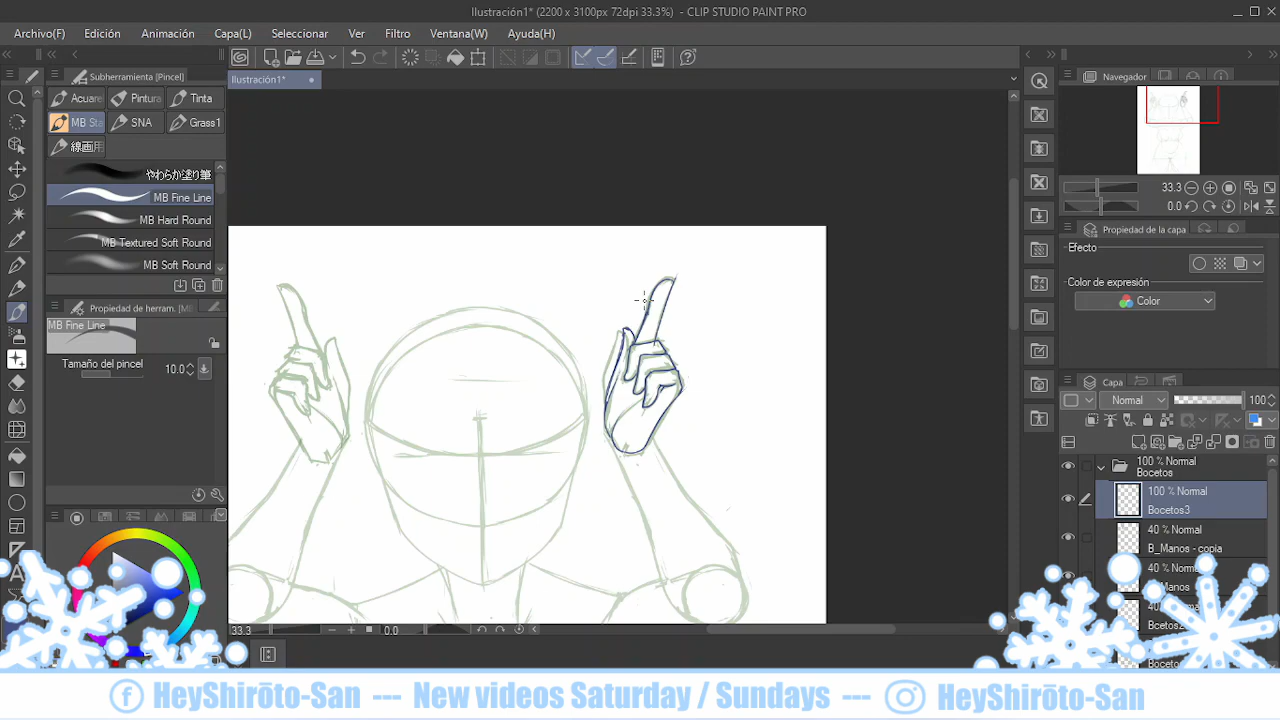 Ilustración1* (2200 x 3100px 72dpi 33.3%) - CLIP STUDIO PAINT PRO
Archivo(F) Edición Animación Capa(L) Seleccionar Ver Filtro Ventana(W) Ayuda(H)
Subherramienta (Pincel)
Ilustración1*
Navegador
Acuare Pintura Tinta
MB Sta SNA Grass1
線画用
やわらか塗り筆
MB Fine Line
MB Hard Round
MB Textured Soft Round
MB Soft Round
33.3
0.0
Propiedad de la capa
Efecto
Color de expresión
Color
Propiedad de herram. [MB
MB Fine Line
Tamaño del pincel 10.0
Capa
Normal 100
100 % Normal
Bocetos
100 % Normal
Bocetos3
40 % Normal
B_Manos - copia
40 % Normal
Manos
33.3 0.0
HeyShirōto-San --- New videos Saturday / Sundays --- HeyShirōto-San